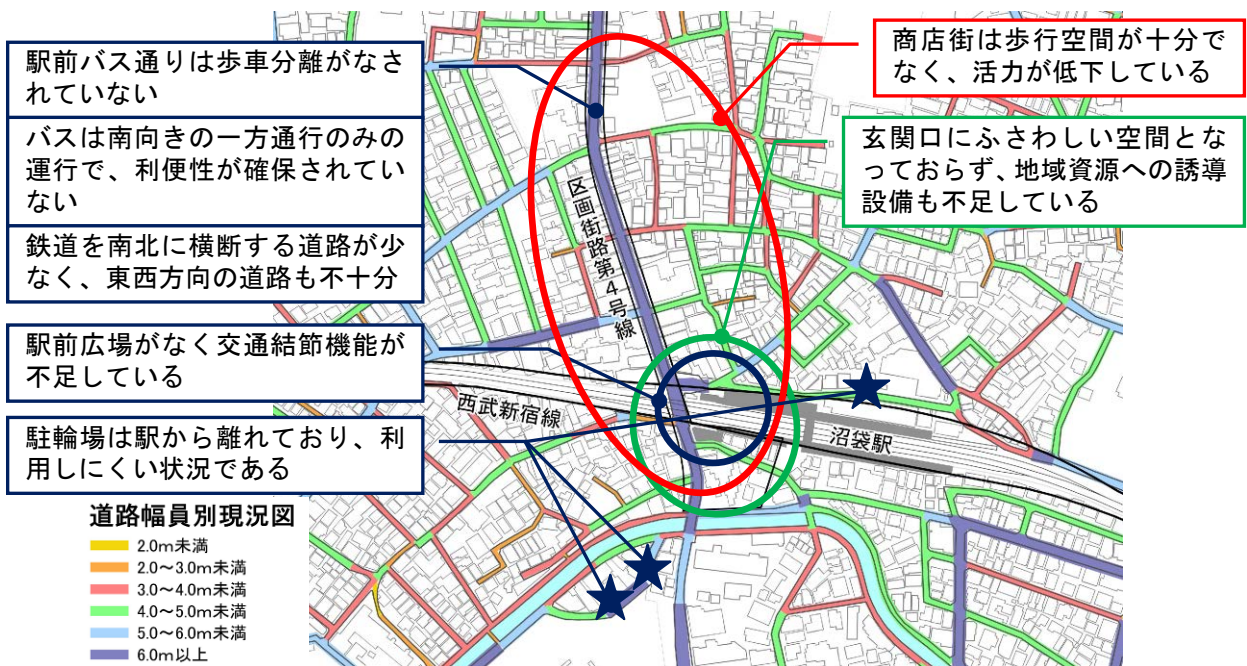 駅前バス通りは歩車分離がなさ
れていない
バスは南向きの一方通行のみの
運行で、利便性が確保されてい
ない
鉄道を南北に横断する道路が少
なく、東西方向の道路も不十分
駅前広場がなく交通結節機能が
不足している
駐輪場は駅から離れており、利
用しにくい状況である
商店街は歩行空間が十分で
なく、活力が低下している
玄関口にふさわしい空間とな
っておらず、地域資源への誘導
設備も不足している
区画街路第4号線
西武新宿線
沼袋駅
道路幅員別現況図
2.0m未満
2.0～3.0m未満
3.0～4.0m未満
4.0～5.0m未満
5.0～6.0m未満
6.0m以上